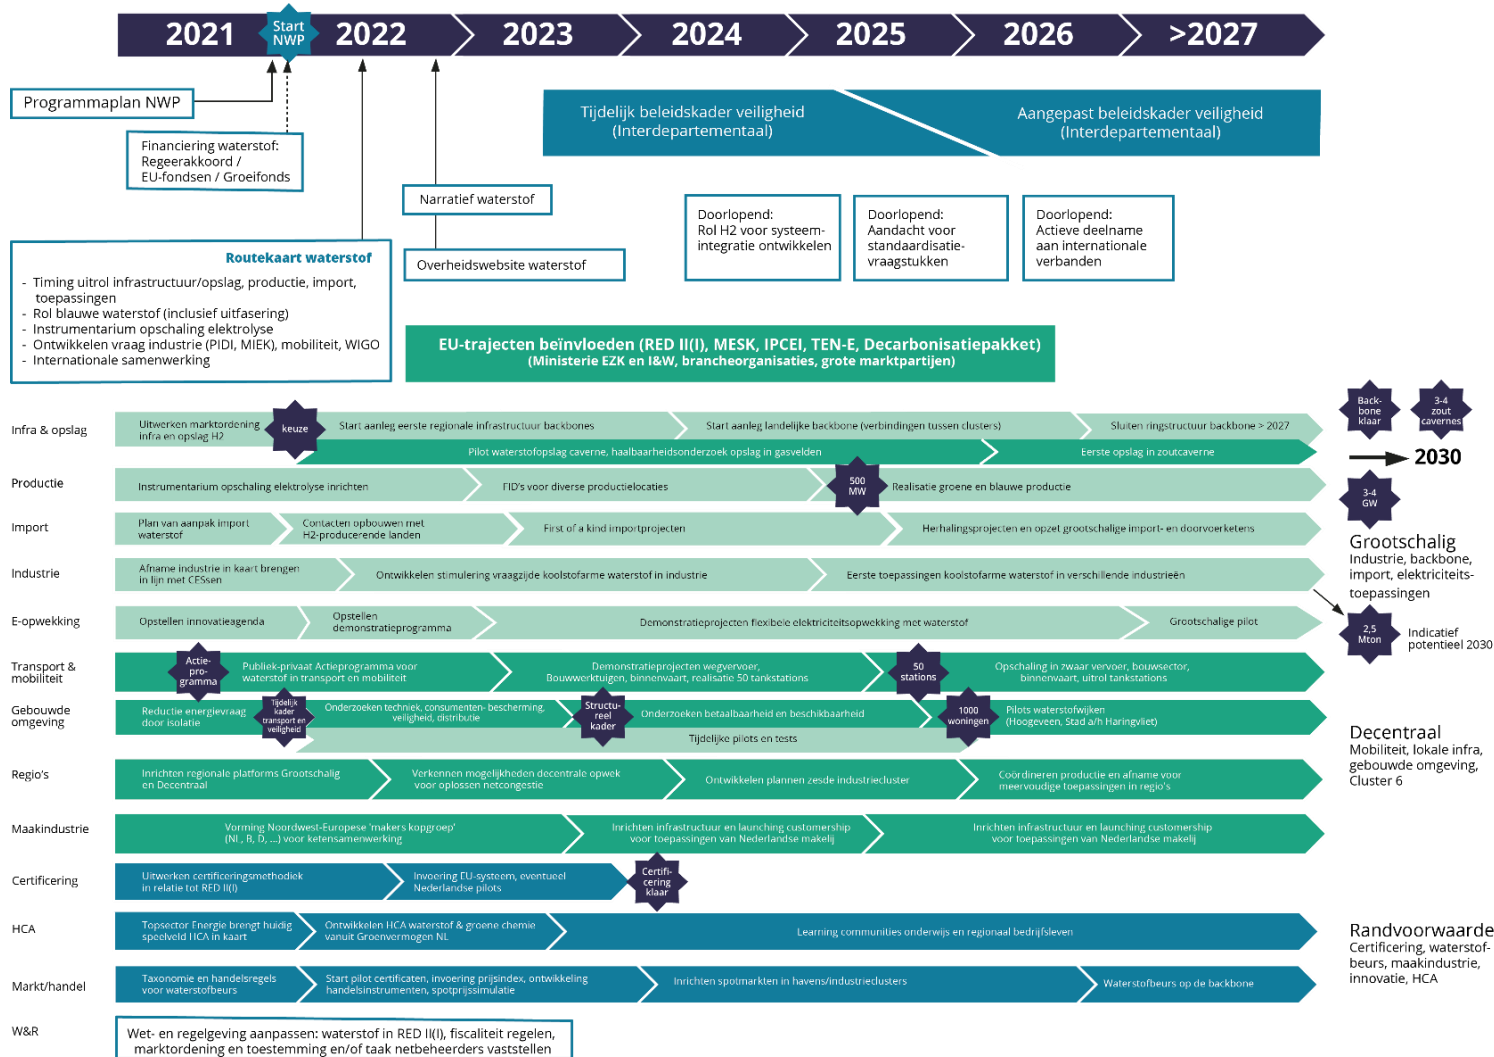 2021
Start
NWP
2022
2023
2024
2025
2026
>2027
Programmaplan NWP
Financiering waterstof:
Regeerakkoord /
EU-fondsen / Groeifonds
Tijdelijk beleidskader veiligheid
(Interdepartementaal)
Aangepast beleidskader veiligheid
(Interdepartementaal)
Narratief waterstof
Overheidswebsite waterstof
Doorlopend:
Rol H2 voor systeem-
integratie ontwikkelen
Doorlopend:
Aandacht voor
standaardisatie-
vraagstukken
Doorlopend:
Actieve deelname
aan internationale
verbanden
Routekaart waterstof
- Timing uitrol infrastructuur/opslag, productie, import,
toepassingen
- Rol blauwe waterstof (inclusief uitfasering)
- Instrumentarium opschaling elektrolyse
- Ontwikkelen vraag industrie (PIDI, MIEK), mobiliteit, WIGO
- Internationale samenwerking
EU-trajecten beïnvloeden (RED II(I), MESK, IPCEI, TEN-E, Decarbonisatiepakket)
(Ministerie EZK en I&W, brancheorganisaties, grote marktpartijen)
Infra & opslag
Uitwerken marktordening
infra en opslag H2
keuze
Start aanleg eerste regionale infrastructuur backbones
Start aanleg landelijke backbone (verbindingen tussen clusters)
Sluiten ringstructuur backbone > 2027
Pilot waterstofopslag caverne, haalbaarheidsonderzoek opslag in gasvelden
Eerste opslag in zoutcaverne
Back-
bone
klaar
3-4
zout
cavernes
2030
Productie
Instrumentarium opschaling elektrolyse inrichten
FID's voor diverse productielocaties
500
MW
Realisatie groene en blauwe productie
3-4
GW
Import
Plan van aanpak import
waterstof
Contacten opbouwen met
H2-producerende landen
First of a kind importprojecten
Herhalingsprojecten en opzet grootschalige import- en doorvoerketens
Grootschalig
Industrie, backbone,
import, elektriciteits-
toepassingen
Industrie
Afname industrie in kaart brengen
in lijn met CESsen
Ontwikkelen stimulering vraagzijde koolstofarme waterstof in industrie
Eerste toepassingen koolstofarme waterstof in verschillende industrieën
E-opwekking
Opstellen innovatieagenda
Opstellen
demonstratieprogramma
Demonstratieprojecten flexibele elektriciteitsopwekking met waterstof
Grootschalige pilot
2,5
Mton
Indicatief
potentieel 2030
Transport &
mobiliteit
Actie-
pro-
gramma
Publiek-privaat Actieprogramma voor
waterstof in transport en mobiliteit
Demonstratieprojecten wegvervoer,
Bouwwerktuigen, binnenvaart, realisatie 50 tankstations
50
stations
Opschaling in zwaar vervoer, bouwsector,
binnenvaart, uitrol tankstations
Gebouwde
omgeving
Reductie energievraag
door isolatie
Tijdelijk
kader
transport en
veiligheid
Onderzoeken techniek, consumenten- bescherming,
veiligheid, distributie
Structu-
reel
kader
Onderzoeken betaalbaarheid en beschikbaarheid
1000
woningen
Pilots waterstofwijken
(Hoogeveen, Stad a/h Haringvliet)
Tijdelijke pilots en tests
Decentraal
Mobiliteit, lokale infra,
gebouwde omgeving,
Cluster 6
Regio's
Inrichten regionale platforms Grootschalig
en Decentraal
Verkennen mogelijkheden decentrale opwek
voor oplossen netcongestie
Ontwikkelen plannen zesde industriecluster
Coördineren productie en afname voor
meervoudige toepassingen in regio's
Maakindustrie
Vorming Noordwest-Europese 'makers kopgroep'
(NL, B, D, ...) voor ketensamenwerking
Inrichten infrastructuur en launching customership
voor toepassingen van Nederlandse makelij
Inrichten infrastructuur en launching customership
voor toepassingen van Nederlandse makelij
Certificering
Uitwerken certificeringsmethodiek
in relatie tot RED II(I)
Invoering EU-systeem, eventueel
Nederlandse pilots
Certifi-
cering
klaar
HCA
Topsector Energie brengt huidig
speelveld HCA in kaart
Ontwikkelen HCA waterstof & groene chemie
vanuit Groenvermogen NL
Learning communities onderwijs en regionaal bedrijfsleven
Randvoorwaarde
Certificering, waterstof-
beurs, maakindustrie,
innovatie, HCA
Markt/handel
Taxonomie en handelsregels
voor waterstofbeurs
Start pilot certificaten, invoering prijsindex, ontwikkeling
handelsinstrumenten, spotprijssimulatie
Inrichten spotmarkten in havens/industrieclusters
Waterstofbeurs op de backbone
W&R
Wet- en regelgeving aanpassen: waterstof in RED II(I), fiscaliteit regelen,
marktordening en toestemming en/of taak netbeheerders vaststellen